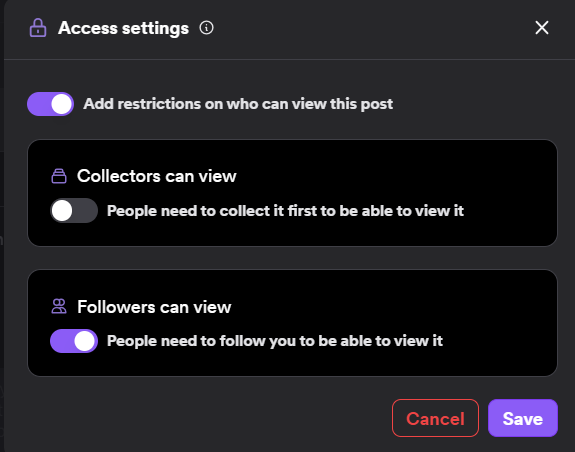 Access settings
Add restrictions on who can view this post
Collectors can view
People need to collect it first to be able to view it
Followers can view
People need to follow you to be able to view it
Cancel
Save